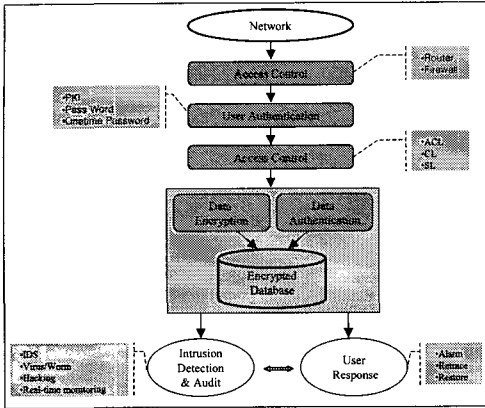 Network
Access Control
•Router
•Firewall
•PKI
•Pass Word
•Onetime Password
User Authentication
Access Control
•ACL
•CL
•SL
Data
Encryption
Data
Authentication
Encrypted
Database
•IDS
•Virus/Worm
•Hacking
•Real-time monitoring
Intrusion
Detection
& Audit
User
Response
•Alarm
•Retrace
•Restore